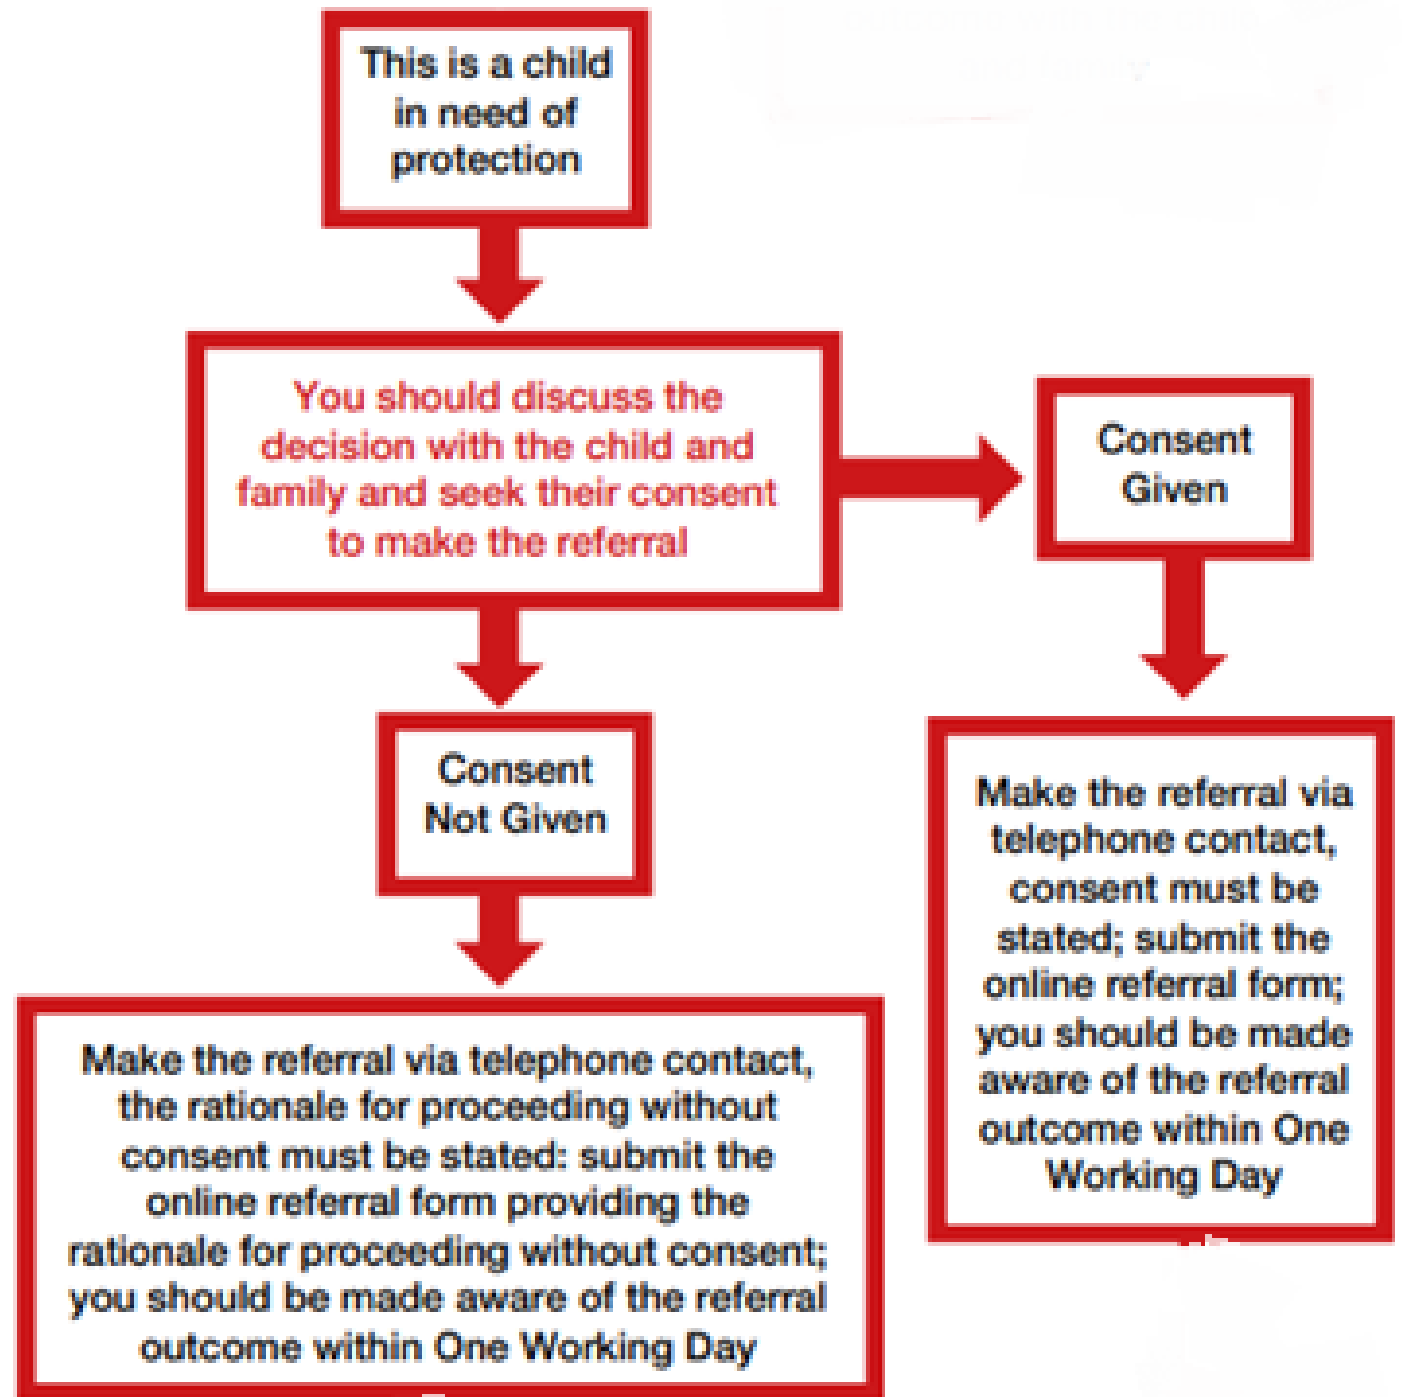 This is a child
in need of
protection
You should discuss the
decision with the child and
family and seek their consent
to make the referral
Consent
Given
Consent
Not Given
Make the referral via
telephone contact,
consent must be
stated; submit the
online referral form;
you should be made
aware of the referral
outcome within One
Working Day
Make the referral via telephone contact,
the rationale for proceeding without
consent must be stated: submit the
online referral form providing the
rationale for proceeding without consent;
you should be made aware of the referral
outcome within One Working Day